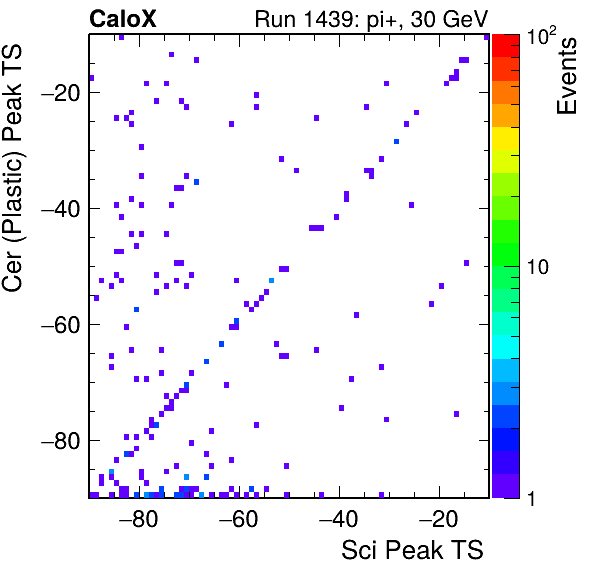 CaloX Run 1439: pi+, 30 GeV
Cer (Plastic) Peak TS
−20
−40
−60
−80
−80 −60 −40 −20
Sci Peak TS
10²
10
1
Events